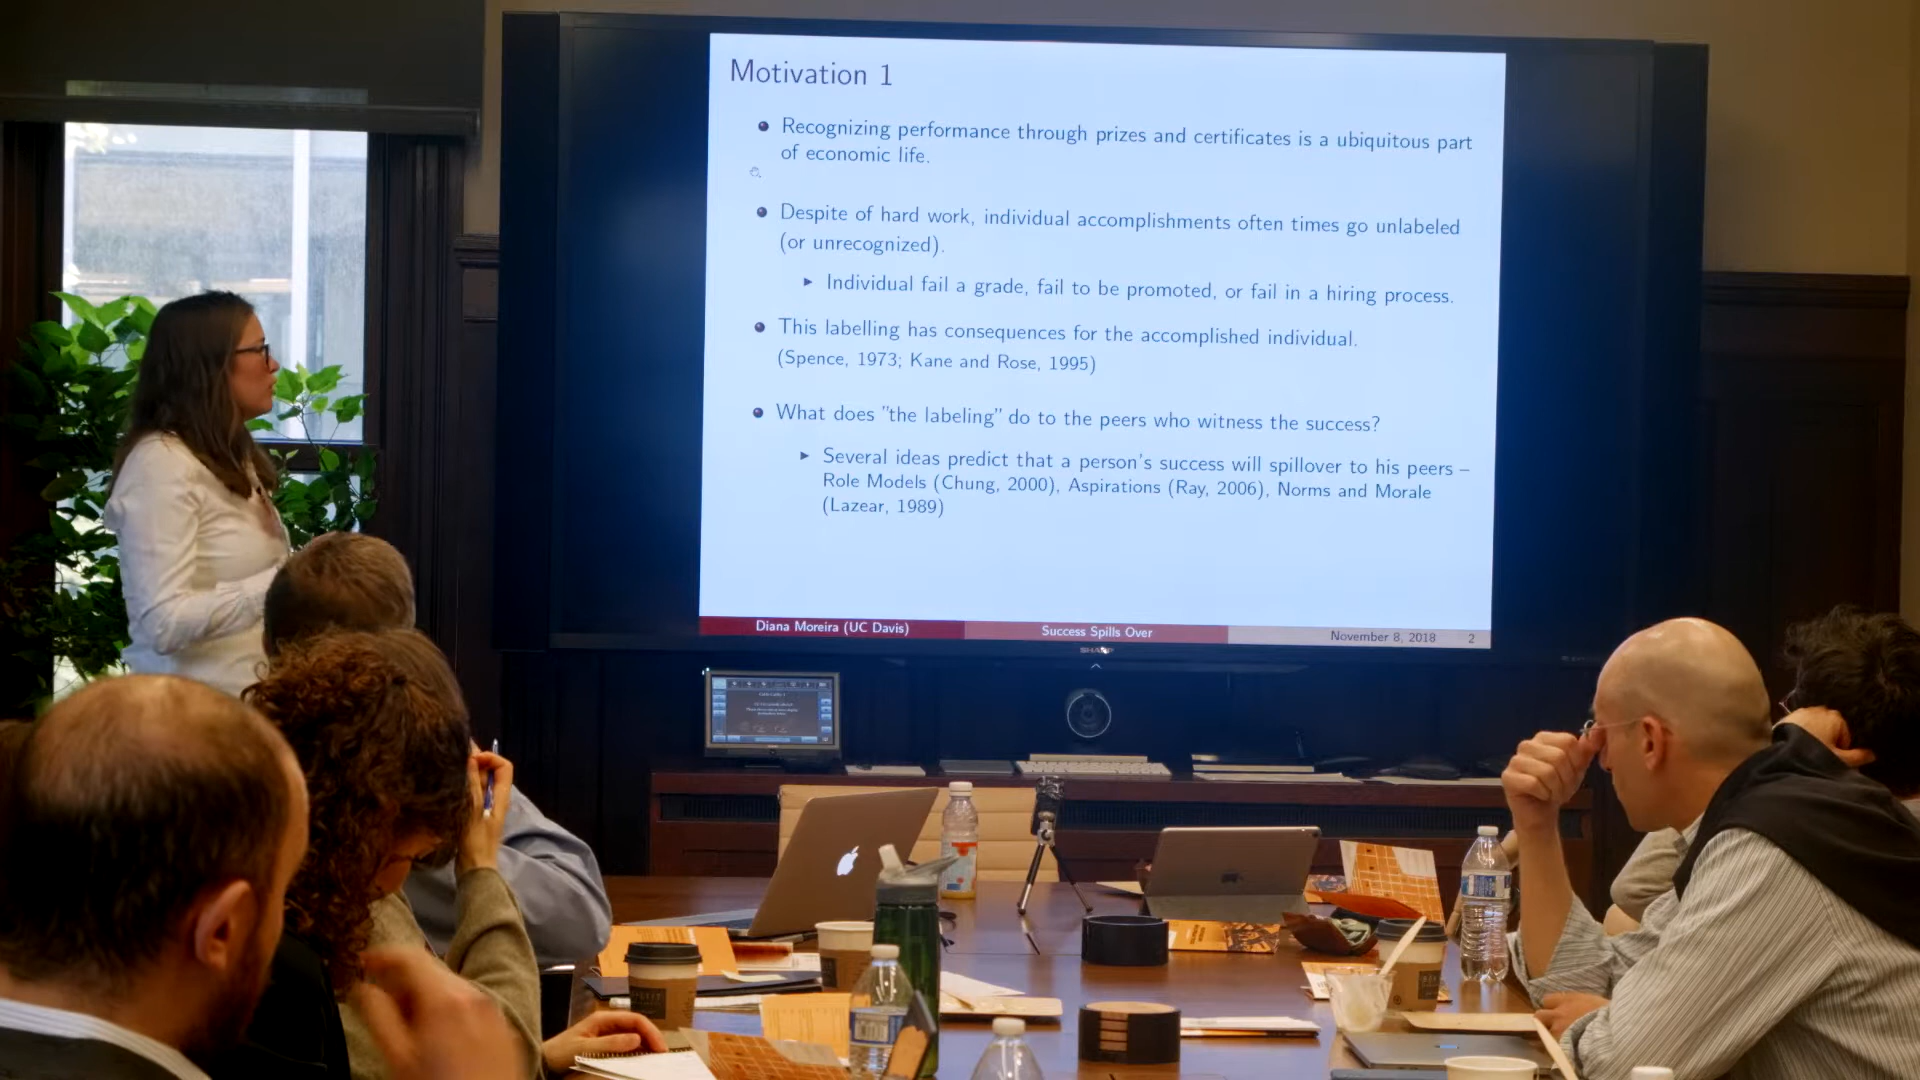 Motivation 1
Recognizing performance through prizes and certificates is a ubiquitous part
of economic life.
Despite of hard work, individual accomplishments often times go unlabeled
(or unrecognized).
Individual fail a grade, fail to be promoted, or fail in a hiring process.
This labelling has consequences for the accomplished individual.
(Spence, 1973; Kane and Rose, 1995)
What does "the labeling" do to the peers who witness the success?
Several ideas predict that a person's success will spillover to his peers –
Role Models (Chung, 2000), Aspirations (Ray, 2006), Norms and Morale
(Lazear, 1989)
Diana Moreira (UC Davis) Success Spills Over November 8, 2018 2
SHARP